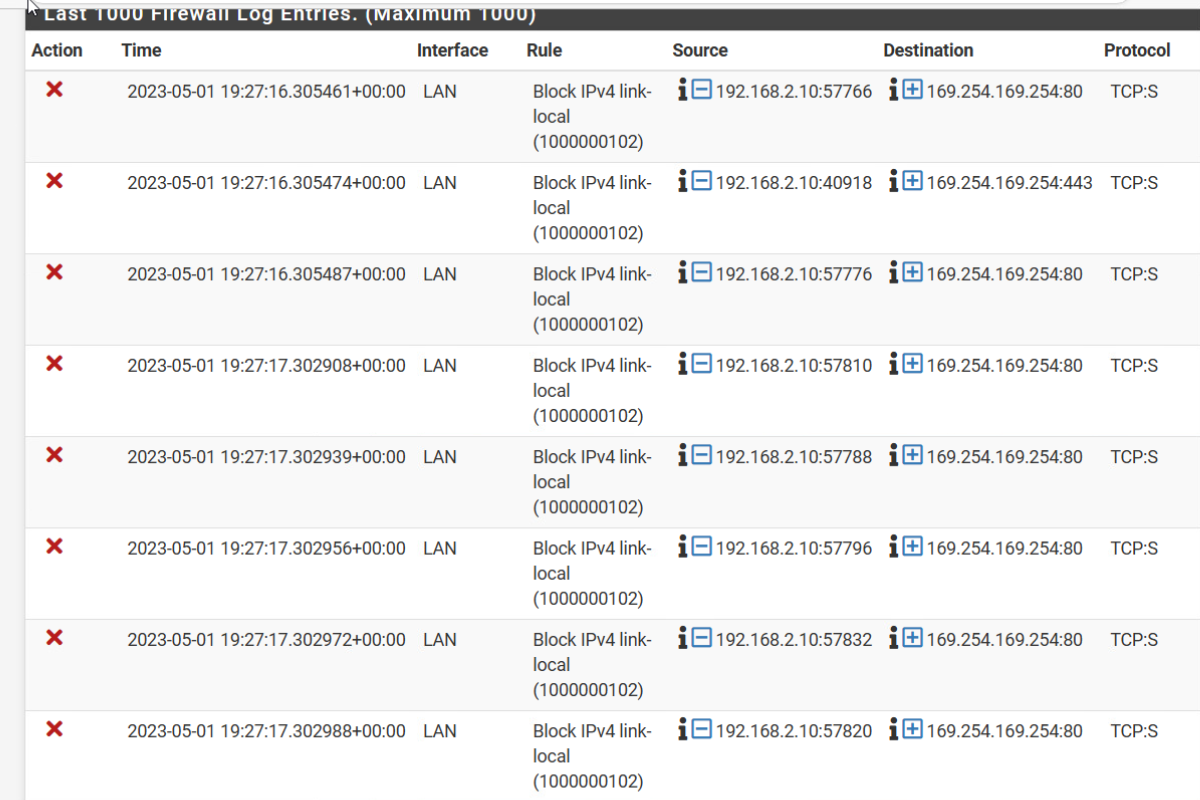 Last 1000 Firewall Log Entries. (Maximum 1000)
Action Time Interface Rule Source Destination Protocol
2023-05-01 19:27:16.305461+00:00 LAN Block IPv4 link- 192.168.2.10:57766 169.254.169.254:80 TCP:S
local
(1000000102)
2023-05-01 19:27:16.305474+00:00 LAN Block IPv4 link- 192.168.2.10:40918 169.254.169.254:443 TCP:S
local
(1000000102)
2023-05-01 19:27:16.305487+00:00 LAN Block IPv4 link- 192.168.2.10:57776 169.254.169.254:80 TCP:S
local
(1000000102)
2023-05-01 19:27:17.302908+00:00 LAN Block IPv4 link- 192.168.2.10:57810 169.254.169.254:80 TCP:S
local
(1000000102)
2023-05-01 19:27:17.302939+00:00 LAN Block IPv4 link- 192.168.2.10:57788 169.254.169.254:80 TCP:S
local
(1000000102)
2023-05-01 19:27:17.302956+00:00 LAN Block IPv4 link- 192.168.2.10:57796 169.254.169.254:80 TCP:S
local
(1000000102)
2023-05-01 19:27:17.302972+00:00 LAN Block IPv4 link- 192.168.2.10:57832 169.254.169.254:80 TCP:S
local
(1000000102)
2023-05-01 19:27:17.302988+00:00 LAN Block IPv4 link- 192.168.2.10:57820 169.254.169.254:80 TCP:S
local
(1000000102)